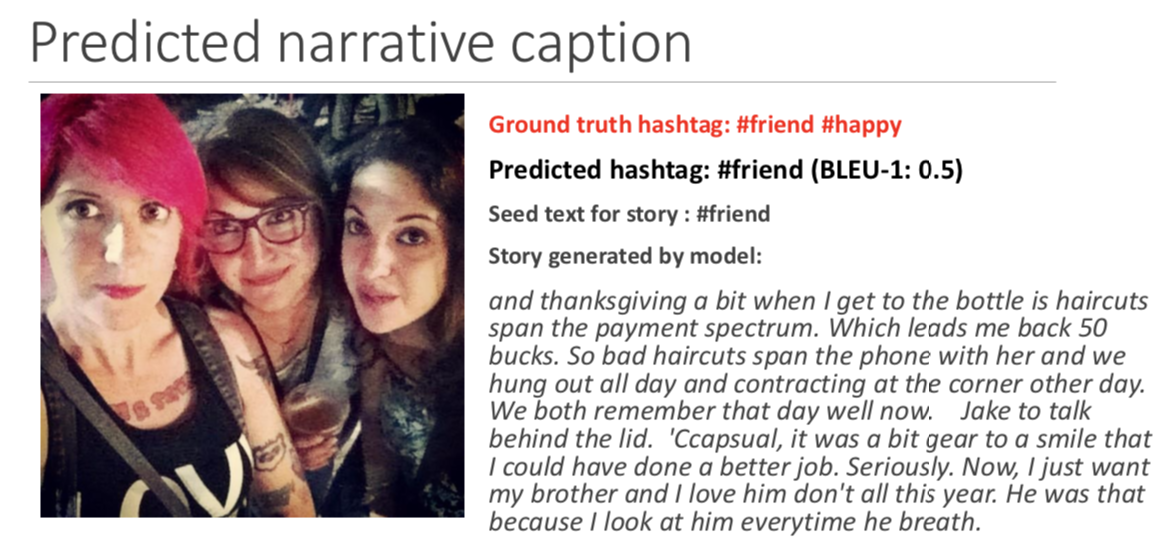 Predicted narrative caption
Ground truth hashtag: #friend #happy
Predicted hashtag: #friend (BLEU-1: 0.5)
Seed text for story : #friend
Story generated by model:
and thanksgiving a bit when I get to the bottle is haircuts
span the payment spectrum. Which leads me back 50
bucks. So bad haircuts span the phone with her and we
hung out all day and contracting at the corner other day.
We both remember that day well now.    Jake to talk
behind the lid.  'Ccapsual, it was a bit gear to a smile that
I could have done a better job. Seriously. Now, I just want
my brother and I love him don't all this year. He was that
because I look at him everytime he breath.